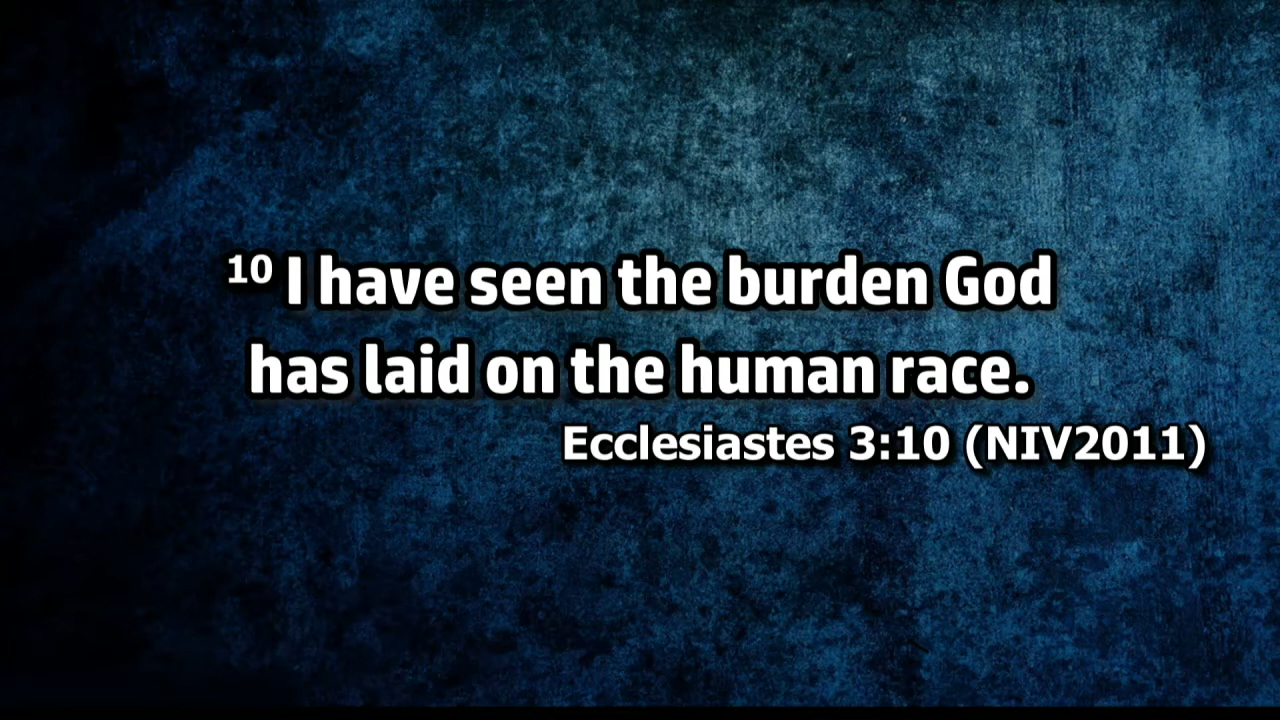 ¹⁰ I have seen the burden God
has laid on the human race.
Ecclesiastes 3:10 (NIV2011)